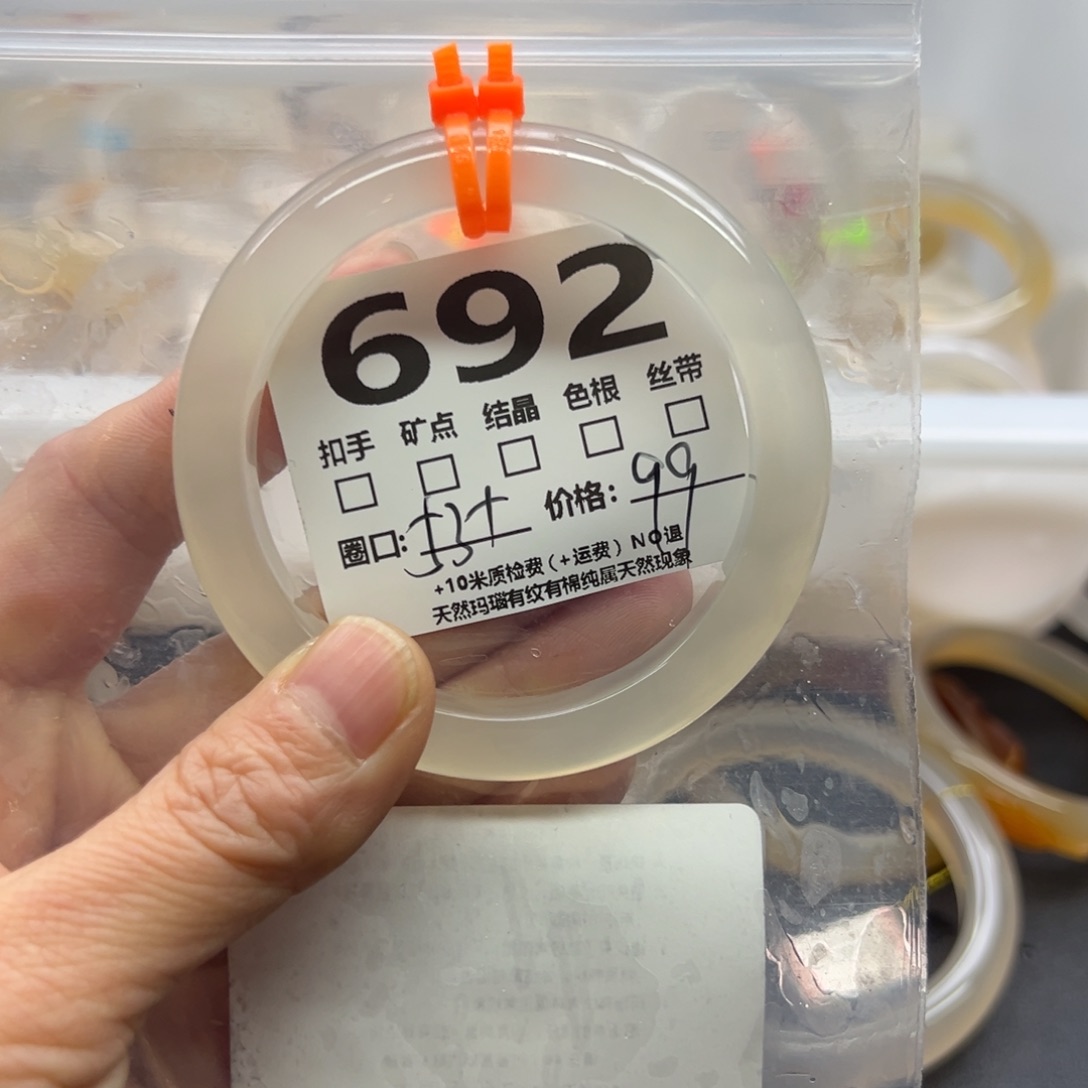 692
扣手 矿点 结晶 色根 丝带
圈口: 53+ 价格: 99
+10米质检费(+运费) NO退
天然玛瑙有纹有棉纯属天然现象